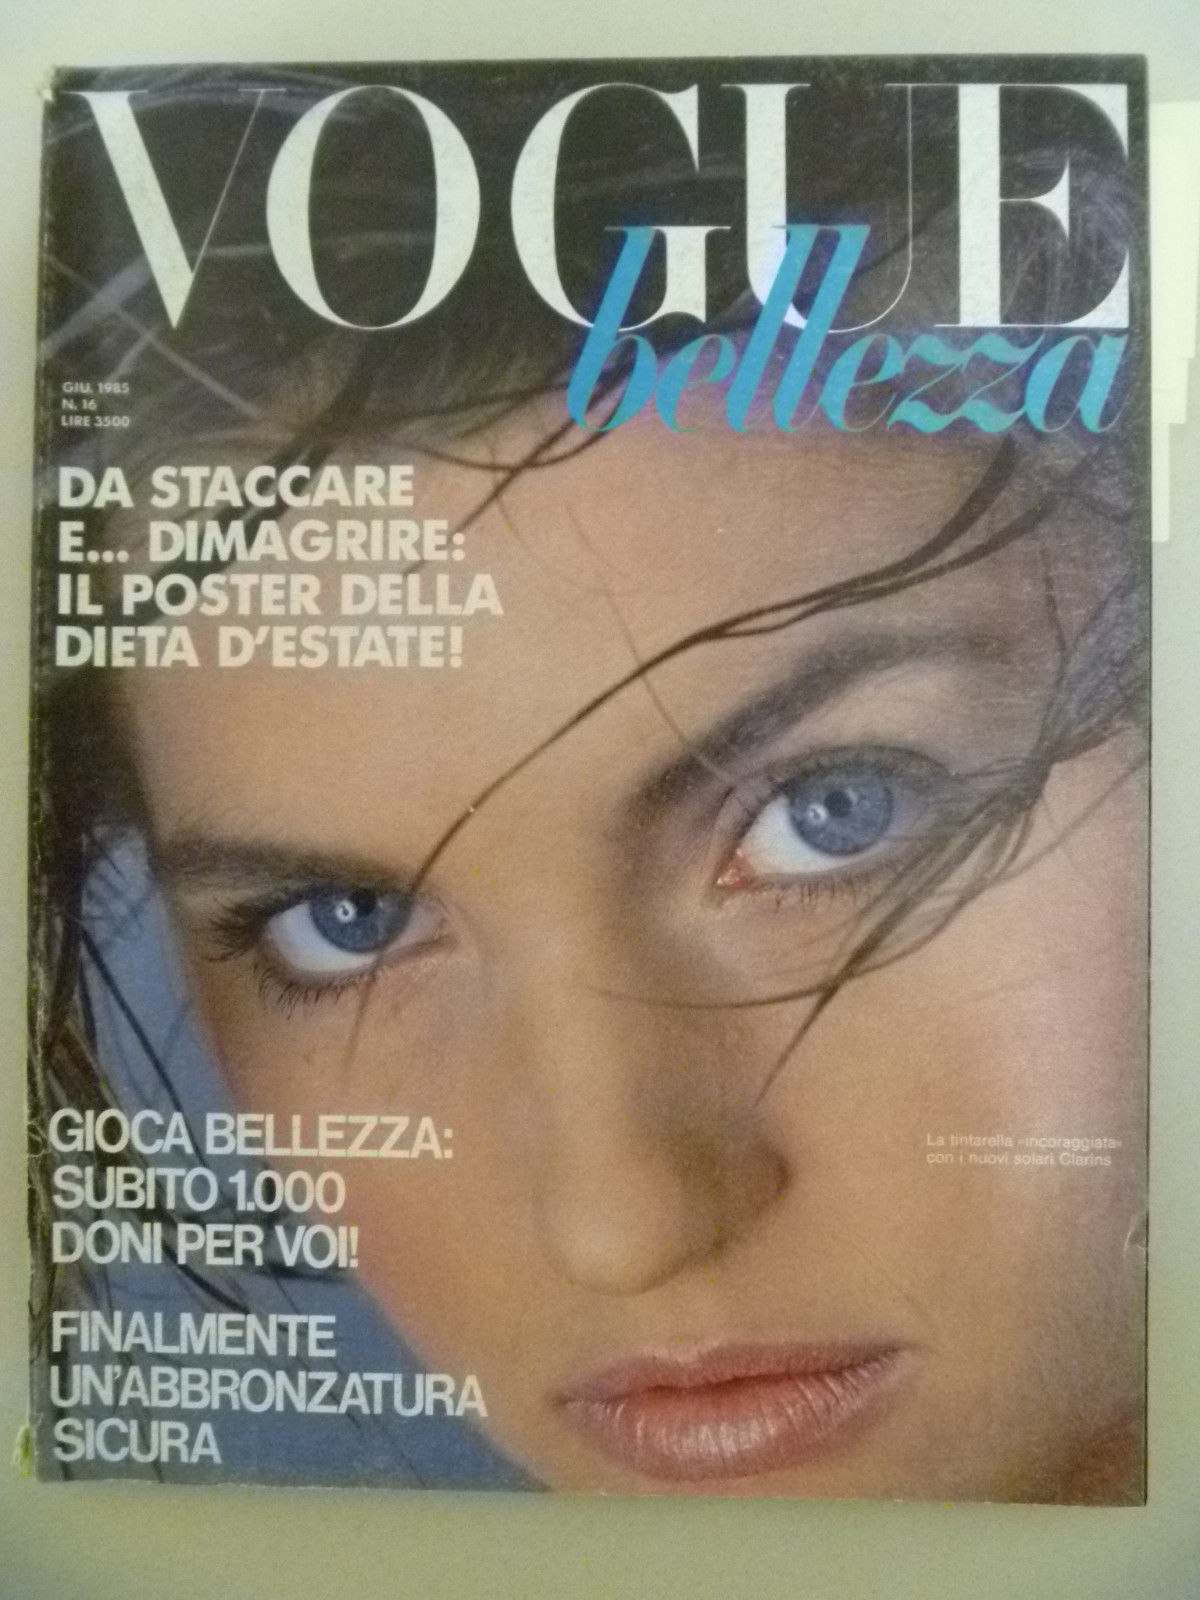 VOGUE
bellezza
GIU. 1985
N. 16
LIRE 3500
DA STACCARE
E... DIMAGRIRE:
IL POSTER DELLA
DIETA D'ESTATE!
GIOCA BELLEZZA:
SUBITO 1.000
DONI PER VOI!
La tintarella «incoraggiata»
con i nuovi solari Clarins
FINALMENTE
UN'ABBRONZATURA
SICURA